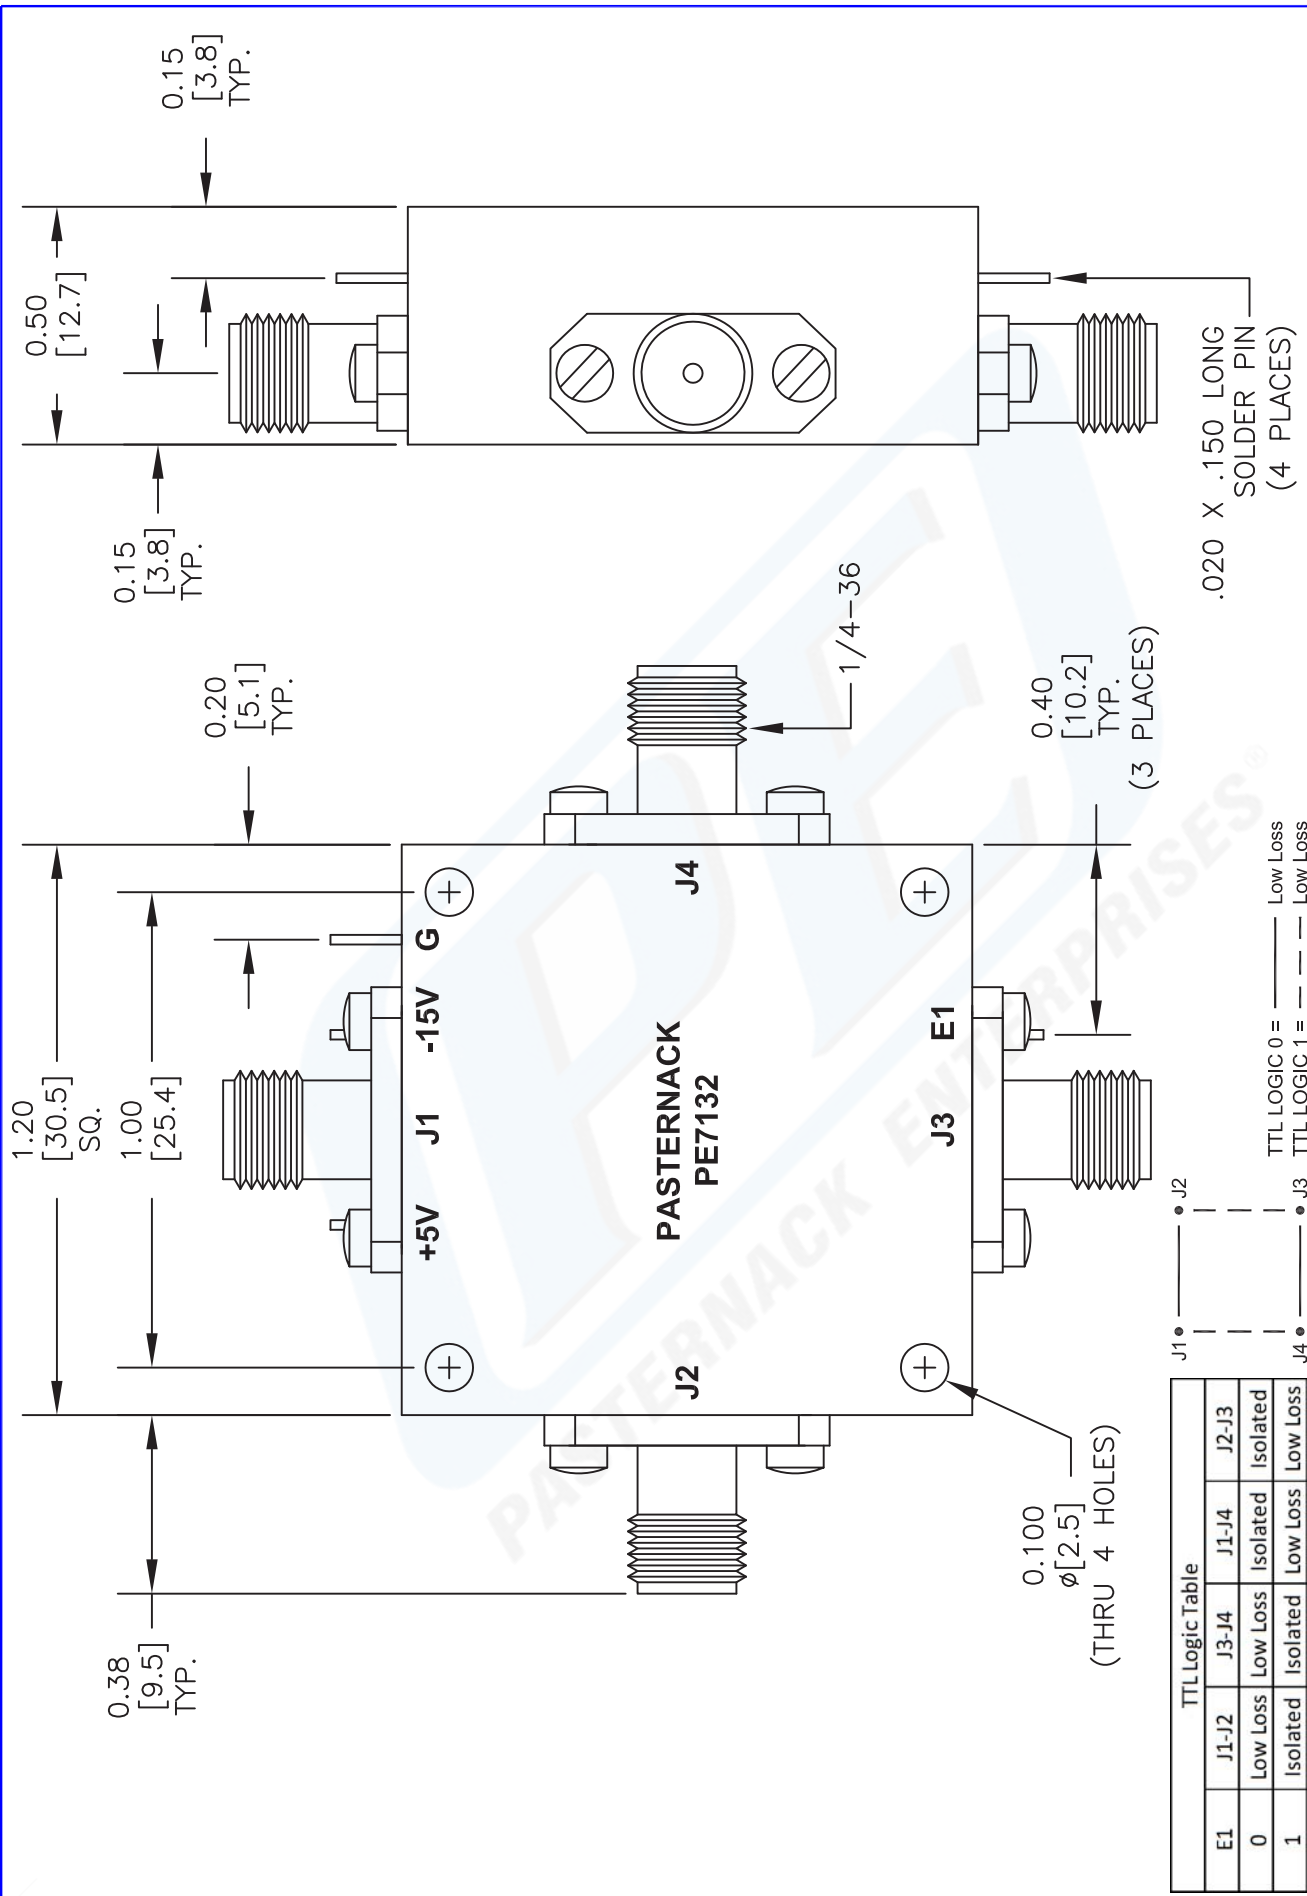 1.20
[30.5]
SQ.
1.00
[25.4]
0.38
[9.5]
TYP.
0.20
[5.1]
TYP.
0.15
[3.8]
TYP.
0.50
[12.7]
0.15
[3.8]
TYP.
+5V
J1
-15V
G
J2
PASTERNACK
PE7132
J4
J3
E1
1/4-36
0.100
ø[2.5]
(THRU 4 HOLES)
0.40
[10.2]
TYP.
(3 PLACES)
.020 X .150 LONG
SOLDER PIN
(4 PLACES)
TTL Logic Table
E1 J1-J2 J3-J4 J1-J4 J2-J3
0 Low Loss Low Loss Isolated Isolated
1 Isolated Isolated Low Loss Low Loss
J1 J2
J4 J3
TTL LOGIC 0 = Low Loss
TTL LOGIC 1 = Low Loss
PE
PASTERNACK ENTERPRISES®